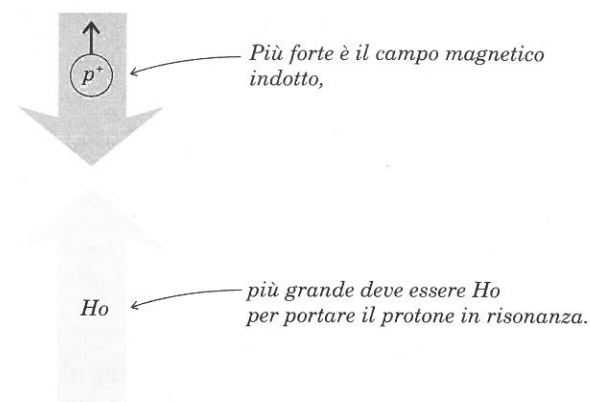 p⁺
Più forte è il campo magnetico
indotto,
Ho
più grande deve essere Ho
per portare il protone in risonanza.